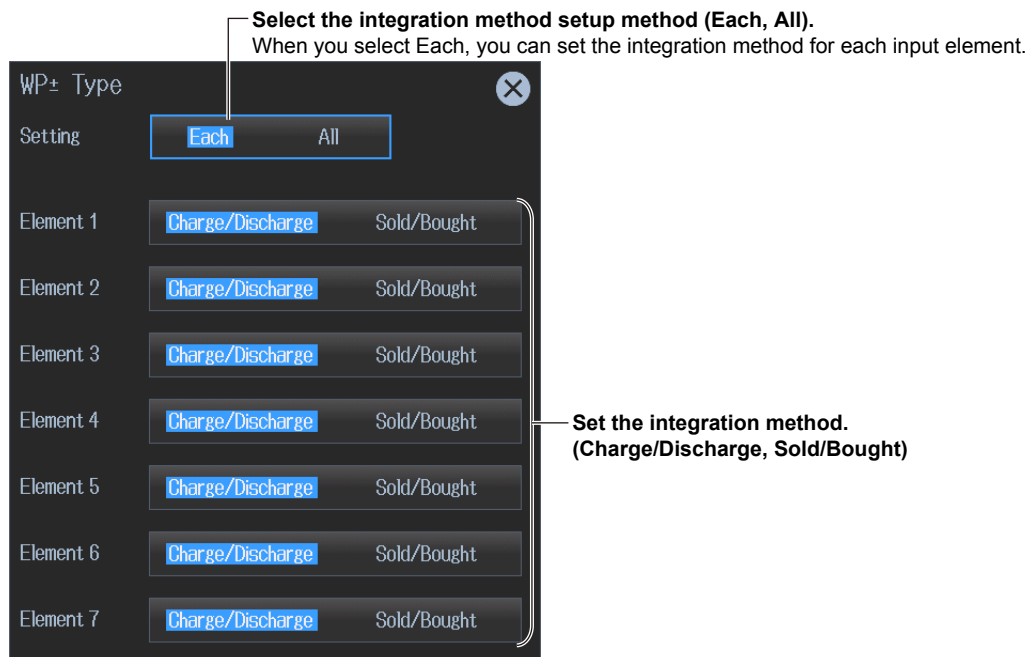 Select the integration method setup method (Each, All).
When you select Each, you can set the integration method for each input element.
WP± Type
Setting Each All
Element 1 Charge/Discharge Sold/Bought
Element 2 Charge/Discharge Sold/Bought
Element 3 Charge/Discharge Sold/Bought
Element 4 Charge/Discharge Sold/Bought
Set the integration method.
(Charge/Discharge, Sold/Bought)
Element 5 Charge/Discharge Sold/Bought
Element 6 Charge/Discharge Sold/Bought
Element 7 Charge/Discharge Sold/Bought